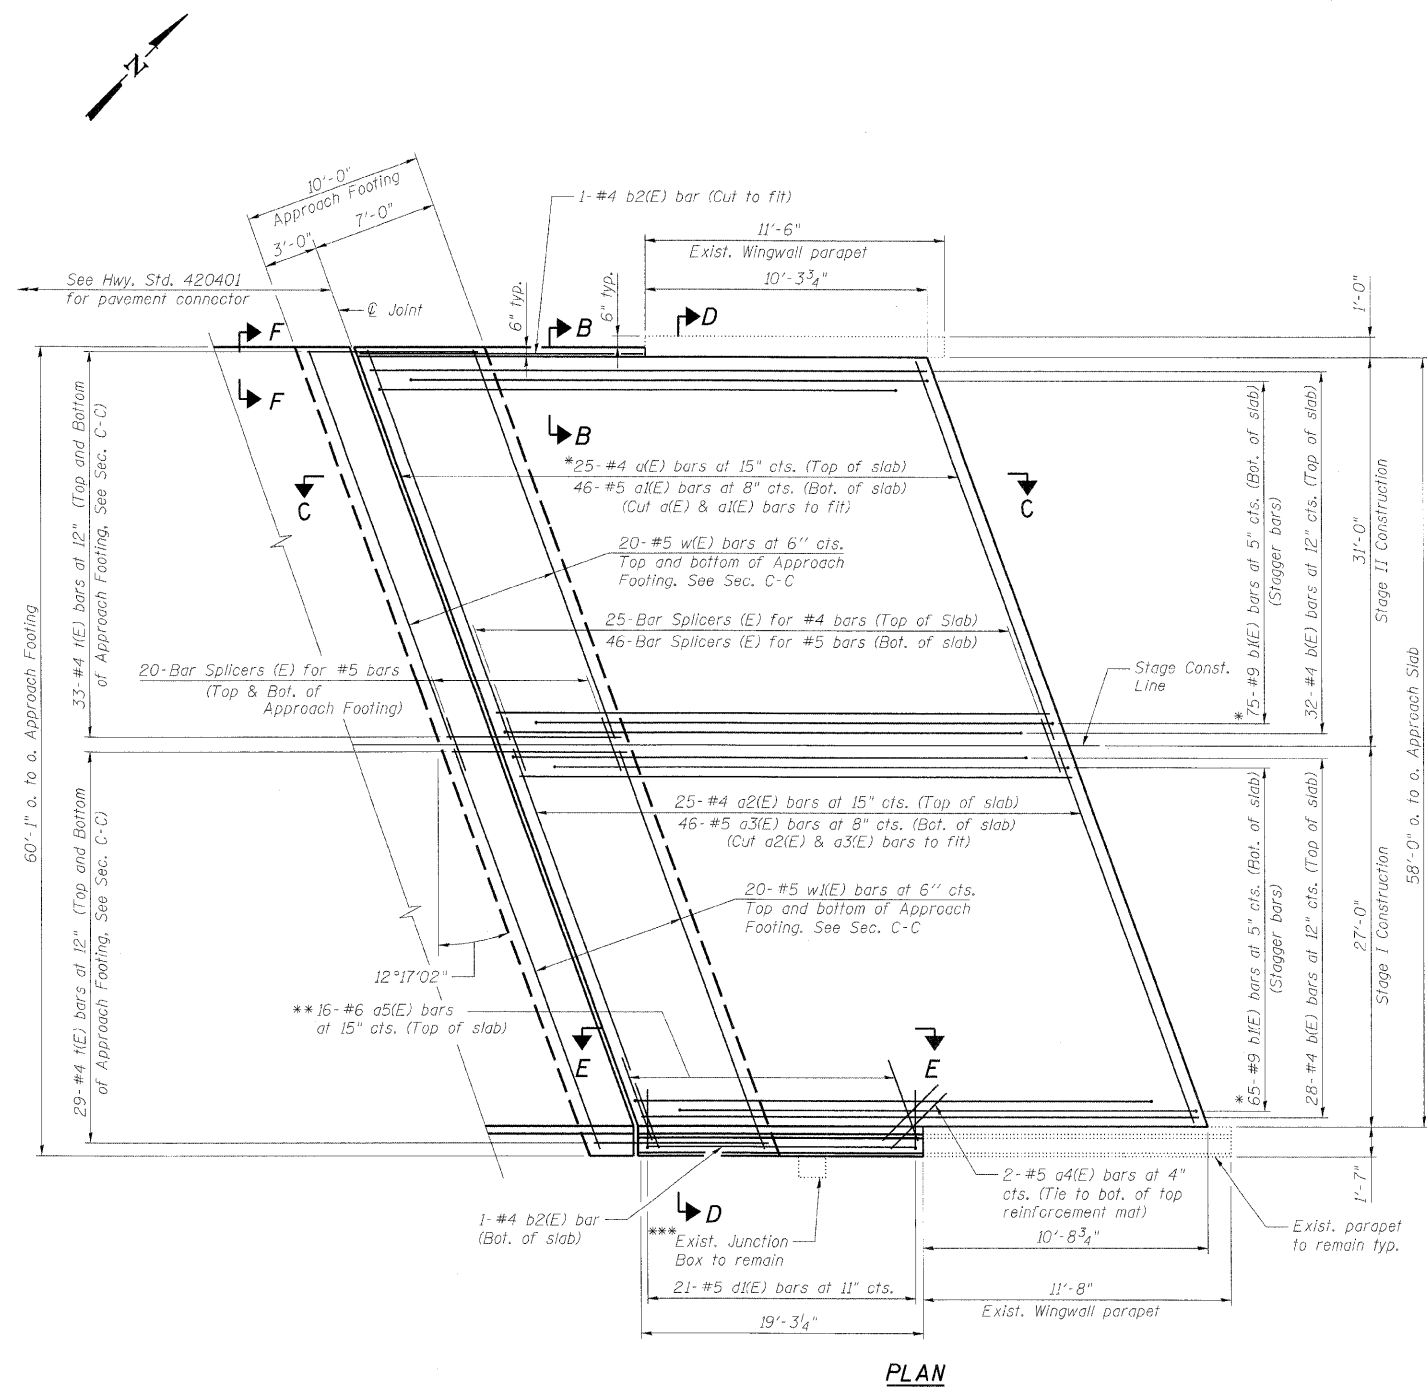 N
10'-0"
Approach Footing
3'-0"
7'-0"
1-#4 b2(E) bar (Cut to fit)
11'-6"
Exist. Wingwall parapet
10'-3¾"
See Hwy. Std. 420401
for pavement connector
℄ Joint
6" typ.
6" typ.
1'-0"
F
B
D
F
B
C
C
*25-#4 a(E) bars at 15" cts. (Top of slab)
46-#5 a1(E) bars at 8" cts. (Bot. of slab)
(Cut a(E) & a1(E) bars to fit)
20-#5 w(E) bars at 6" cts.
Top and bottom of Approach
Footing. See Sec. C-C
25-Bar Splicers (E) for #4 bars (Top of Slab)
46-Bar Splicers (E) for #5 bars (Bot. of slab)
20-Bar Splicers (E) for #5 bars
(Top & Bot. of
Approach Footing)
Stage Const.
Line
33-#4 t(E) bars at 12" (Top and Bottom
of Approach Footing, See Sec. C-C)
60'-1" o. to o. Approach Footing
29-#4 t(E) bars at 12" (Top and Bottom
of Approach Footing, See Sec. C-C)
*75-#9 b1(E) bars at 5" cts. (Bot. of slab)
(Stagger bars)
32-#4 b(E) bars at 12" cts. (Top of slab)
31'-0"
Stage II Construction
58'-0" o. to o. Approach Slab
*65-#9 b1(E) bars at 5" cts. (Bot. of slab)
(Stagger bars)
28-#4 b(E) bars at 12" cts. (Top of slab)
27'-0"
Stage I Construction
25-#4 a2(E) bars at 15" cts. (Top of slab)
46-#5 a3(E) bars at 8" cts. (Bot. of slab)
(Cut a2(E) & a3(E) bars to fit)
20-#5 w1(E) bars at 6" cts.
Top and bottom of Approach
Footing. See Sec. C-C
12°17'02"
**16-#6 a5(E) bars
at 15" cts. (Top of slab)
E
E
2-#5 a4(E) bars at 4"
cts. (Tie to bot. of top
reinforcement mat)
1'-7"
1-#4 b2(E) bar
(Bot. of slab)
D
***Exist. Junction
Box to remain
10'-8¾"
Exist. parapet
to remain typ.
21-#5 d1(E) bars at 11" cts.
11'-8"
Exist. Wingwall parapet
19'-3¼"
PLAN